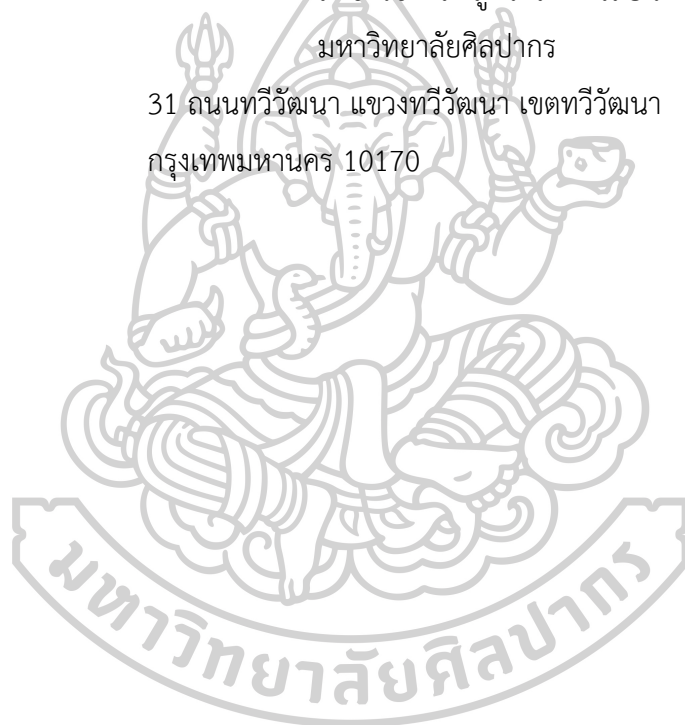 มหาวิทยาลัยศิลปากร
31 ถนนทวีวัฒนา แขวงทวีวัฒนา เขตทวีวัฒนา
กรุงเทพมหานคร 10170
มหาวิทยาลัยศิลปากร